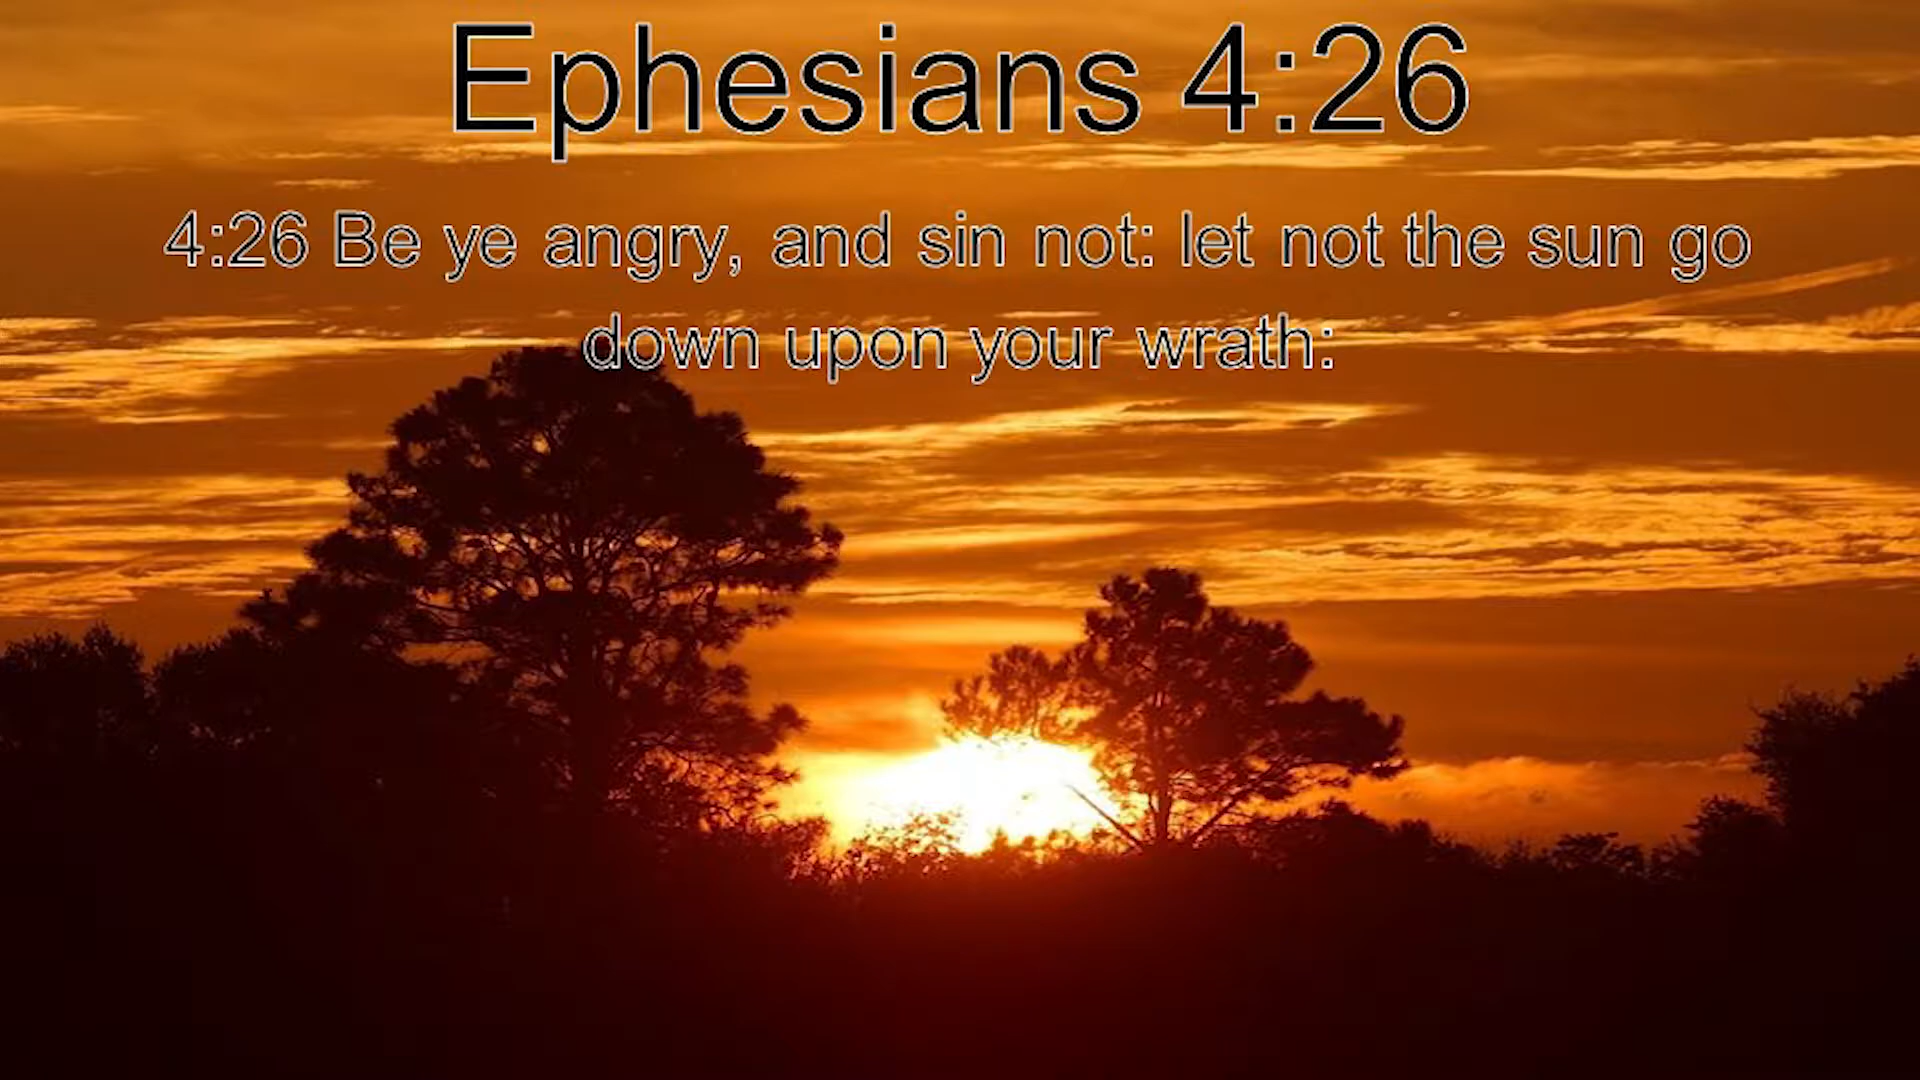 Ephesians 4:26
4:26 Be ye angry, and sin not: let not the sun go
down upon your wrath: